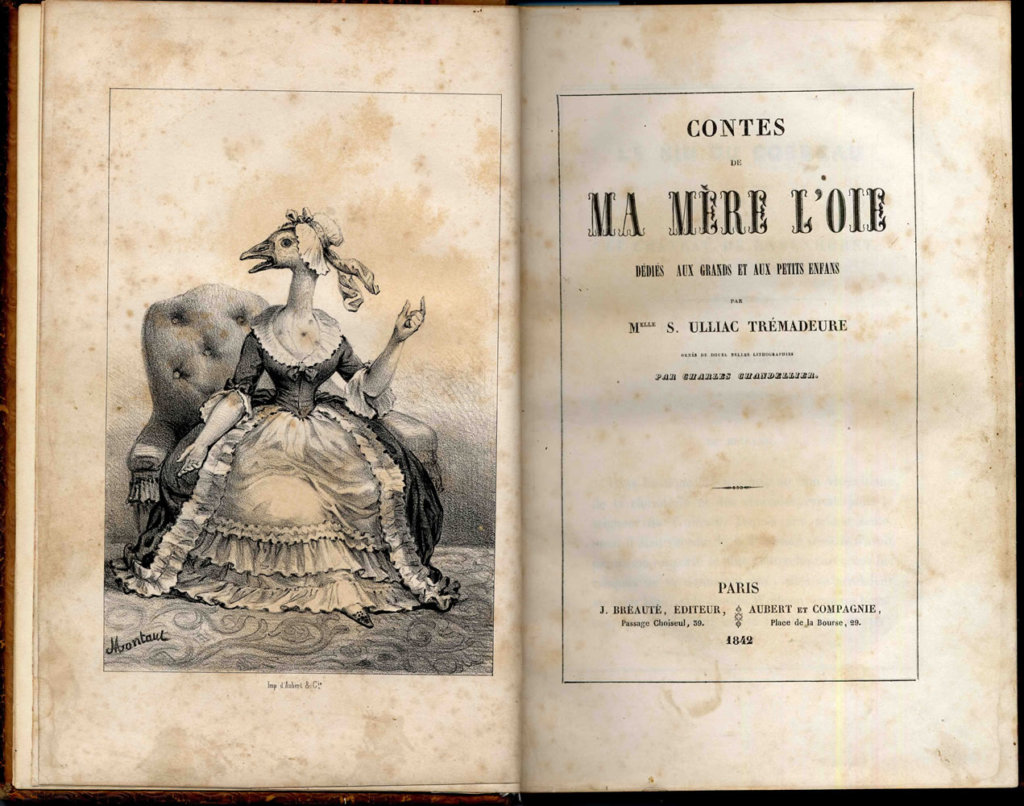 Montaut
Imp d'Aubert & Cie
CONTES
DE
MA MÈRE L'OIE
DÉDIÉS AUX GRANDS ET AUX PETITS ENFANS
PAR
MELLE S. ULLIAC TRÉMADEURE
ORNÉS DE DOUZE BELLES LITHOGRAPHIES
PAR CHARLES CHANDELLIER.
PARIS
J. BRÉAUTÉ, EDITEUR, AUBERT ET COMPAGNIE,
Passage Choiseul, 39. Place de la Bourse, 29.
1842